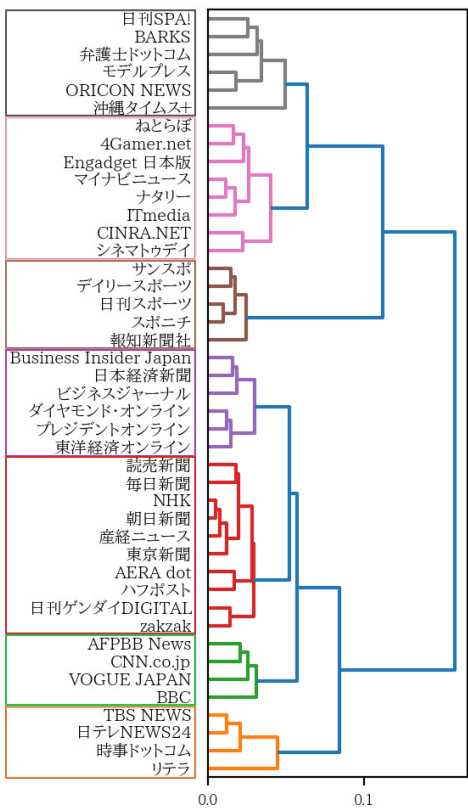 日刊SPA!
BARKS
弁護士ドットコム
モデルプレス
ORICON NEWS
沖縄タイムス+
ねとらぼ
4Gamer.net
Engadget 日本版
マイナビニュース
ナタリー
ITmedia
CINRA.NET
シネマトゥデイ
サンスポ
デイリースポーツ
日刊スポーツ
スポニチ
報知新聞社
Business Insider Japan
日本経済新聞
ビジネスジャーナル
ダイヤモンド・オンライン
プレジデントオンライン
東洋経済オンライン
読売新聞
毎日新聞
NHK
朝日新聞
産経ニュース
東京新聞
AERA dot
ハフポスト
日刊ゲンダイDIGITAL
zakzak
AFPBB News
CNN.co.jp
VOGUE JAPAN
BBC
TBS NEWS
日テレNEWS24
時事ドットコム
リテラ
0.0 0.1